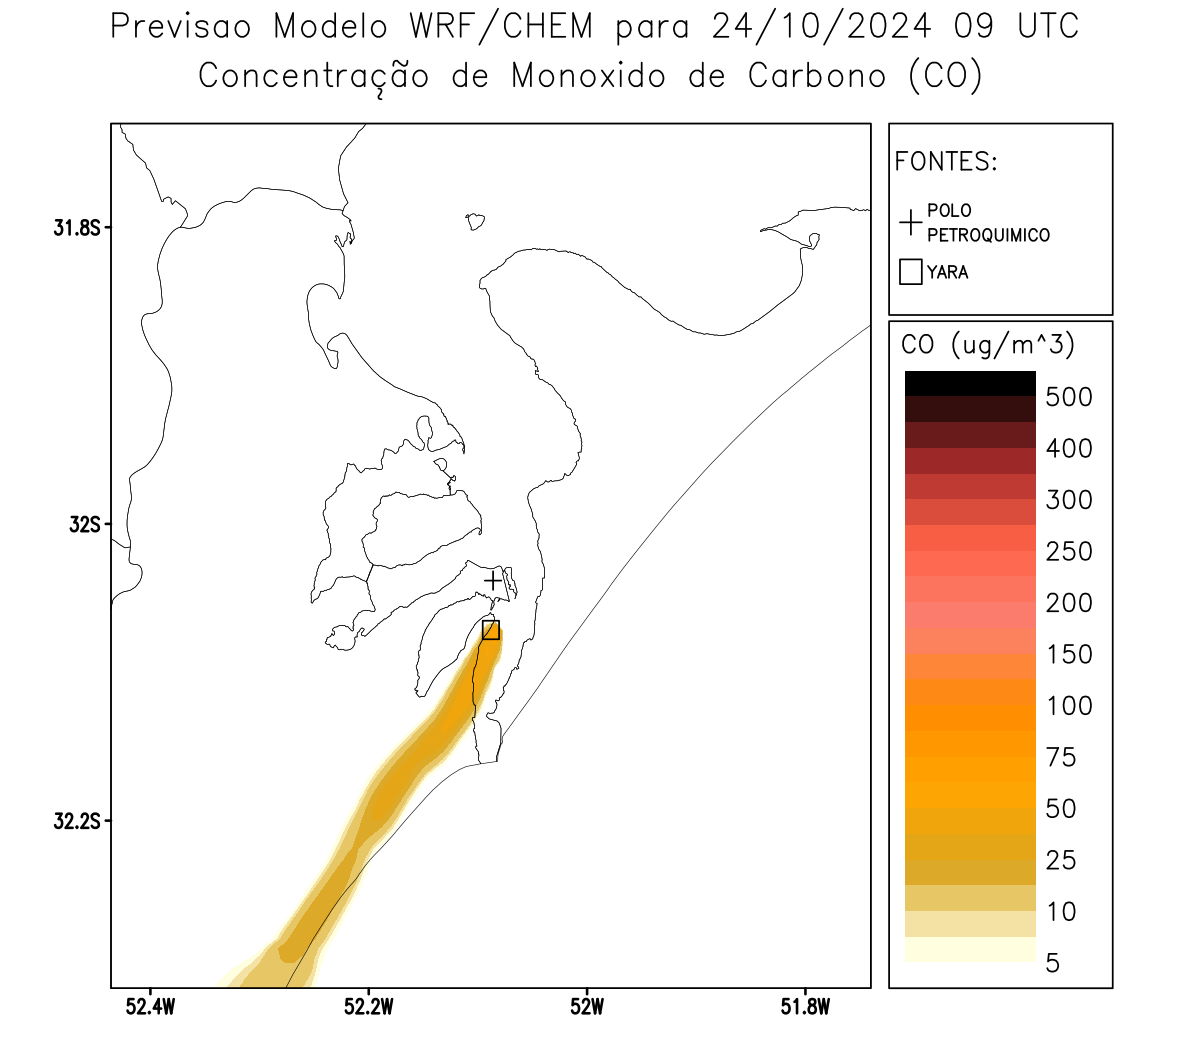 Previsao Modelo WRF/CHEM para 24/10/2024 09 UTC
Concentração de Monoxido de Carbono (CO)
FONTES:
POLO
PETROQUIMICO
YARA
CO (ug/m^3)
500
400
300
250
200
150
100
75
50
25
10
5
31.8S
32S
32.2S
52.4W
52.2W
52W
51.8W